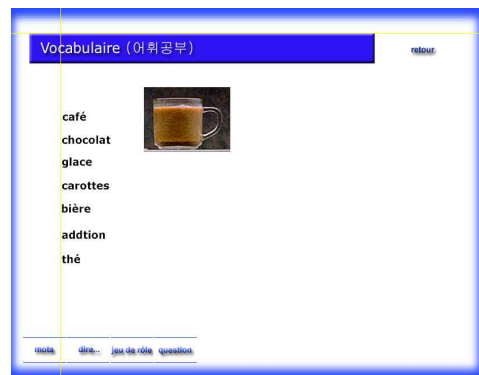 Vocabulaire (어휘공부)
retour
café
chocolat
glace
carottes
bière
addtion
thé
mots dire... jeu de rôle question